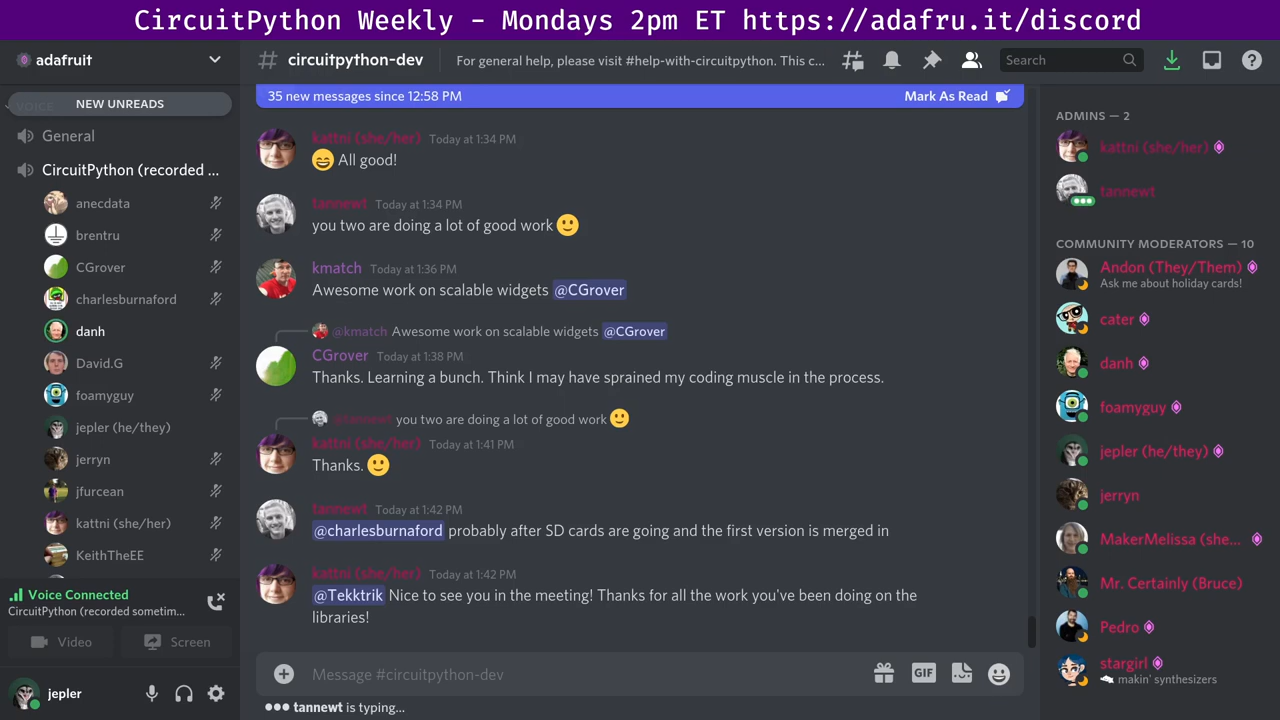 CircuitPython Weekly - Mondays 2pm ET https://adafru.it/discord
adafruit
NEW UNREADS
General
CircuitPython (recorded ...
anecdata
brentru
CGrover
charlesburnaford
danh
David.G
foamyguy
jepler (he/they)
jerryn
jfurcean
kattni (she/her)
KeithTheEE
Voice Connected
CircuitPython (recorded sometim...
Video
Screen
jepler
# circuitpython-dev
For general help, please visit #help-with-circuitpython. This c...
Search
35 new messages since 12:58 PM
Mark As Read
kattni (she/her) Today at 1:34 PM
😄 All good!
tannewt Today at 1:34 PM
you two are doing a lot of good work 🙂
kmatch Today at 1:36 PM
Awesome work on scalable widgets @CGrover
@kmatch Awesome work on scalable widgets @CGrover
CGrover Today at 1:38 PM
Thanks. Learning a bunch. Think I may have sprained my coding muscle in the process.
@tannewt you two are doing a lot of good work 🙂
kattni (she/her) Today at 1:41 PM
Thanks. 🙂
tannewt Today at 1:42 PM
@charlesburnaford probably after SD cards are going and the first version is merged in
kattni (she/her) Today at 1:42 PM
@Tekktrik Nice to see you in the meeting! Thanks for all the work you've been doing on the
libraries!
Message #circuitpython-dev
GIF
tannewt is typing...
ADMINS — 2
kattni (she/her)
tannewt
COMMUNITY MODERATORS — 10
Andon (They/Them)
Ask me about holiday cards!
cater
danh
foamyguy
jepler (he/they)
jerryn
MakerMelissa (she...
Mr. Certainly (Bruce)
Pedro
stargirl
makin' synthesizers